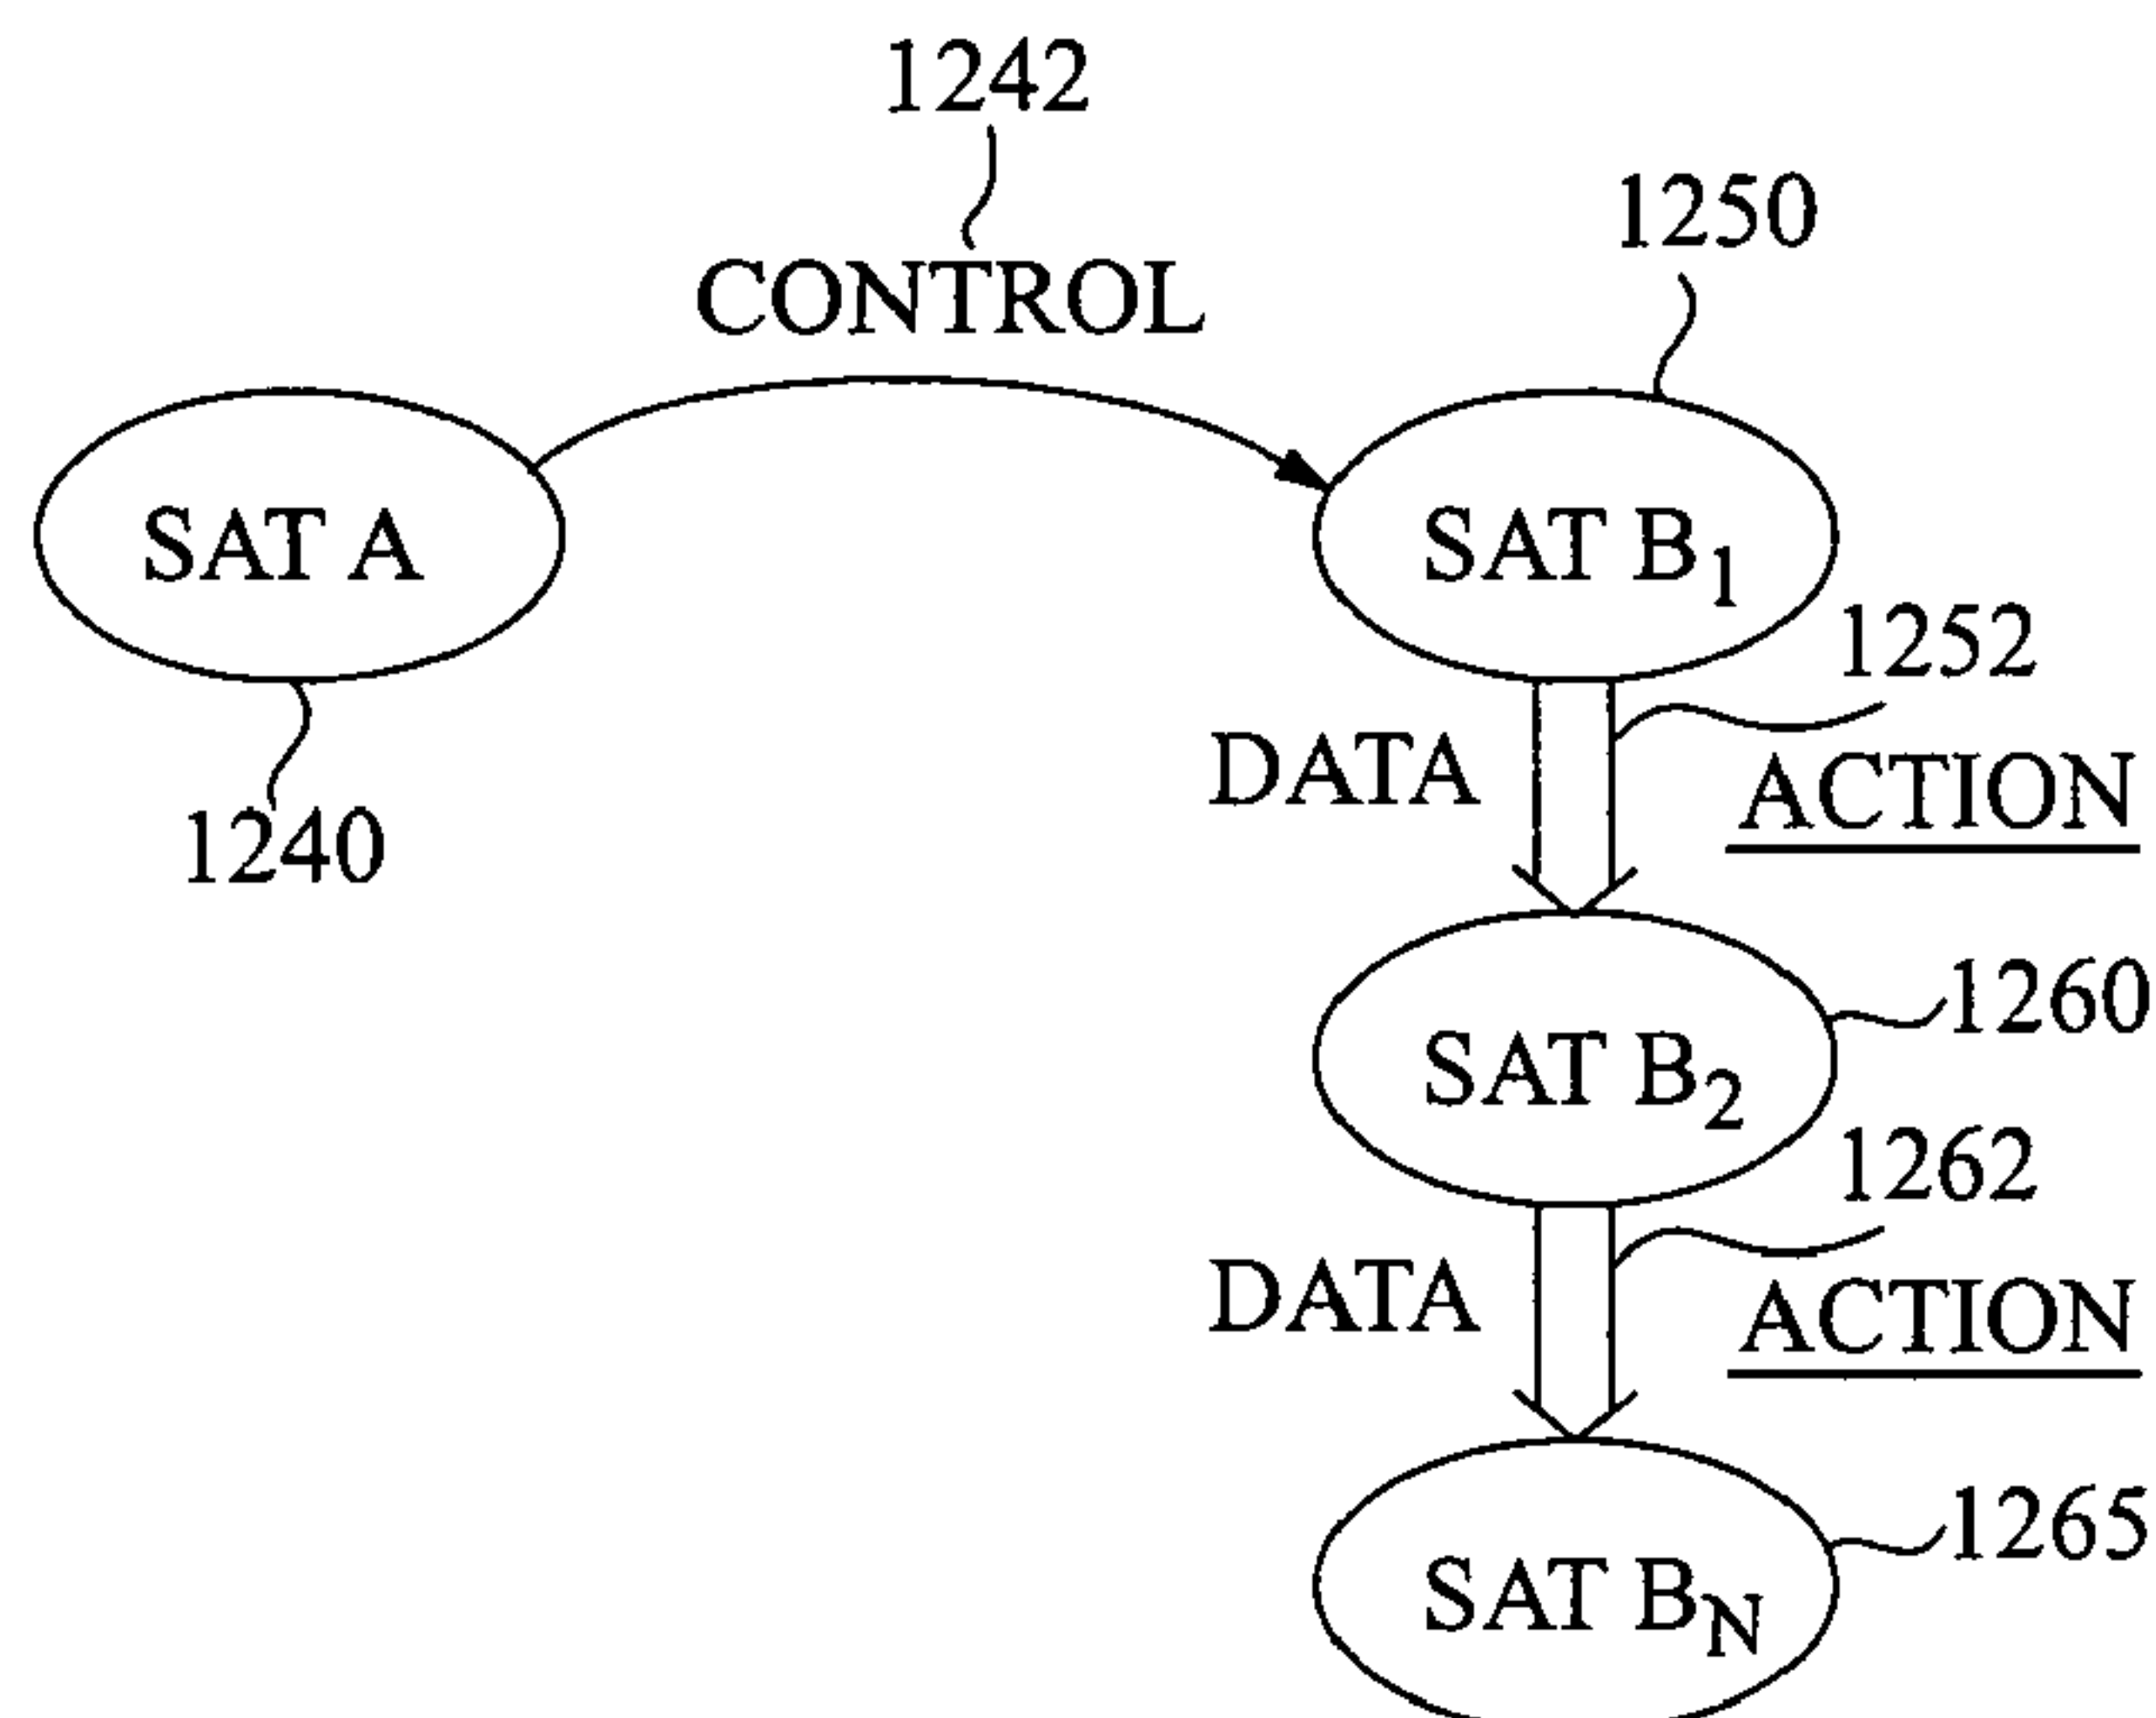 1242
CONTROL
1250
SAT A
SAT B1
1240
1252
DATA
ACTION
1260
SAT B2
1262
DATA
ACTION
1265
SAT BN